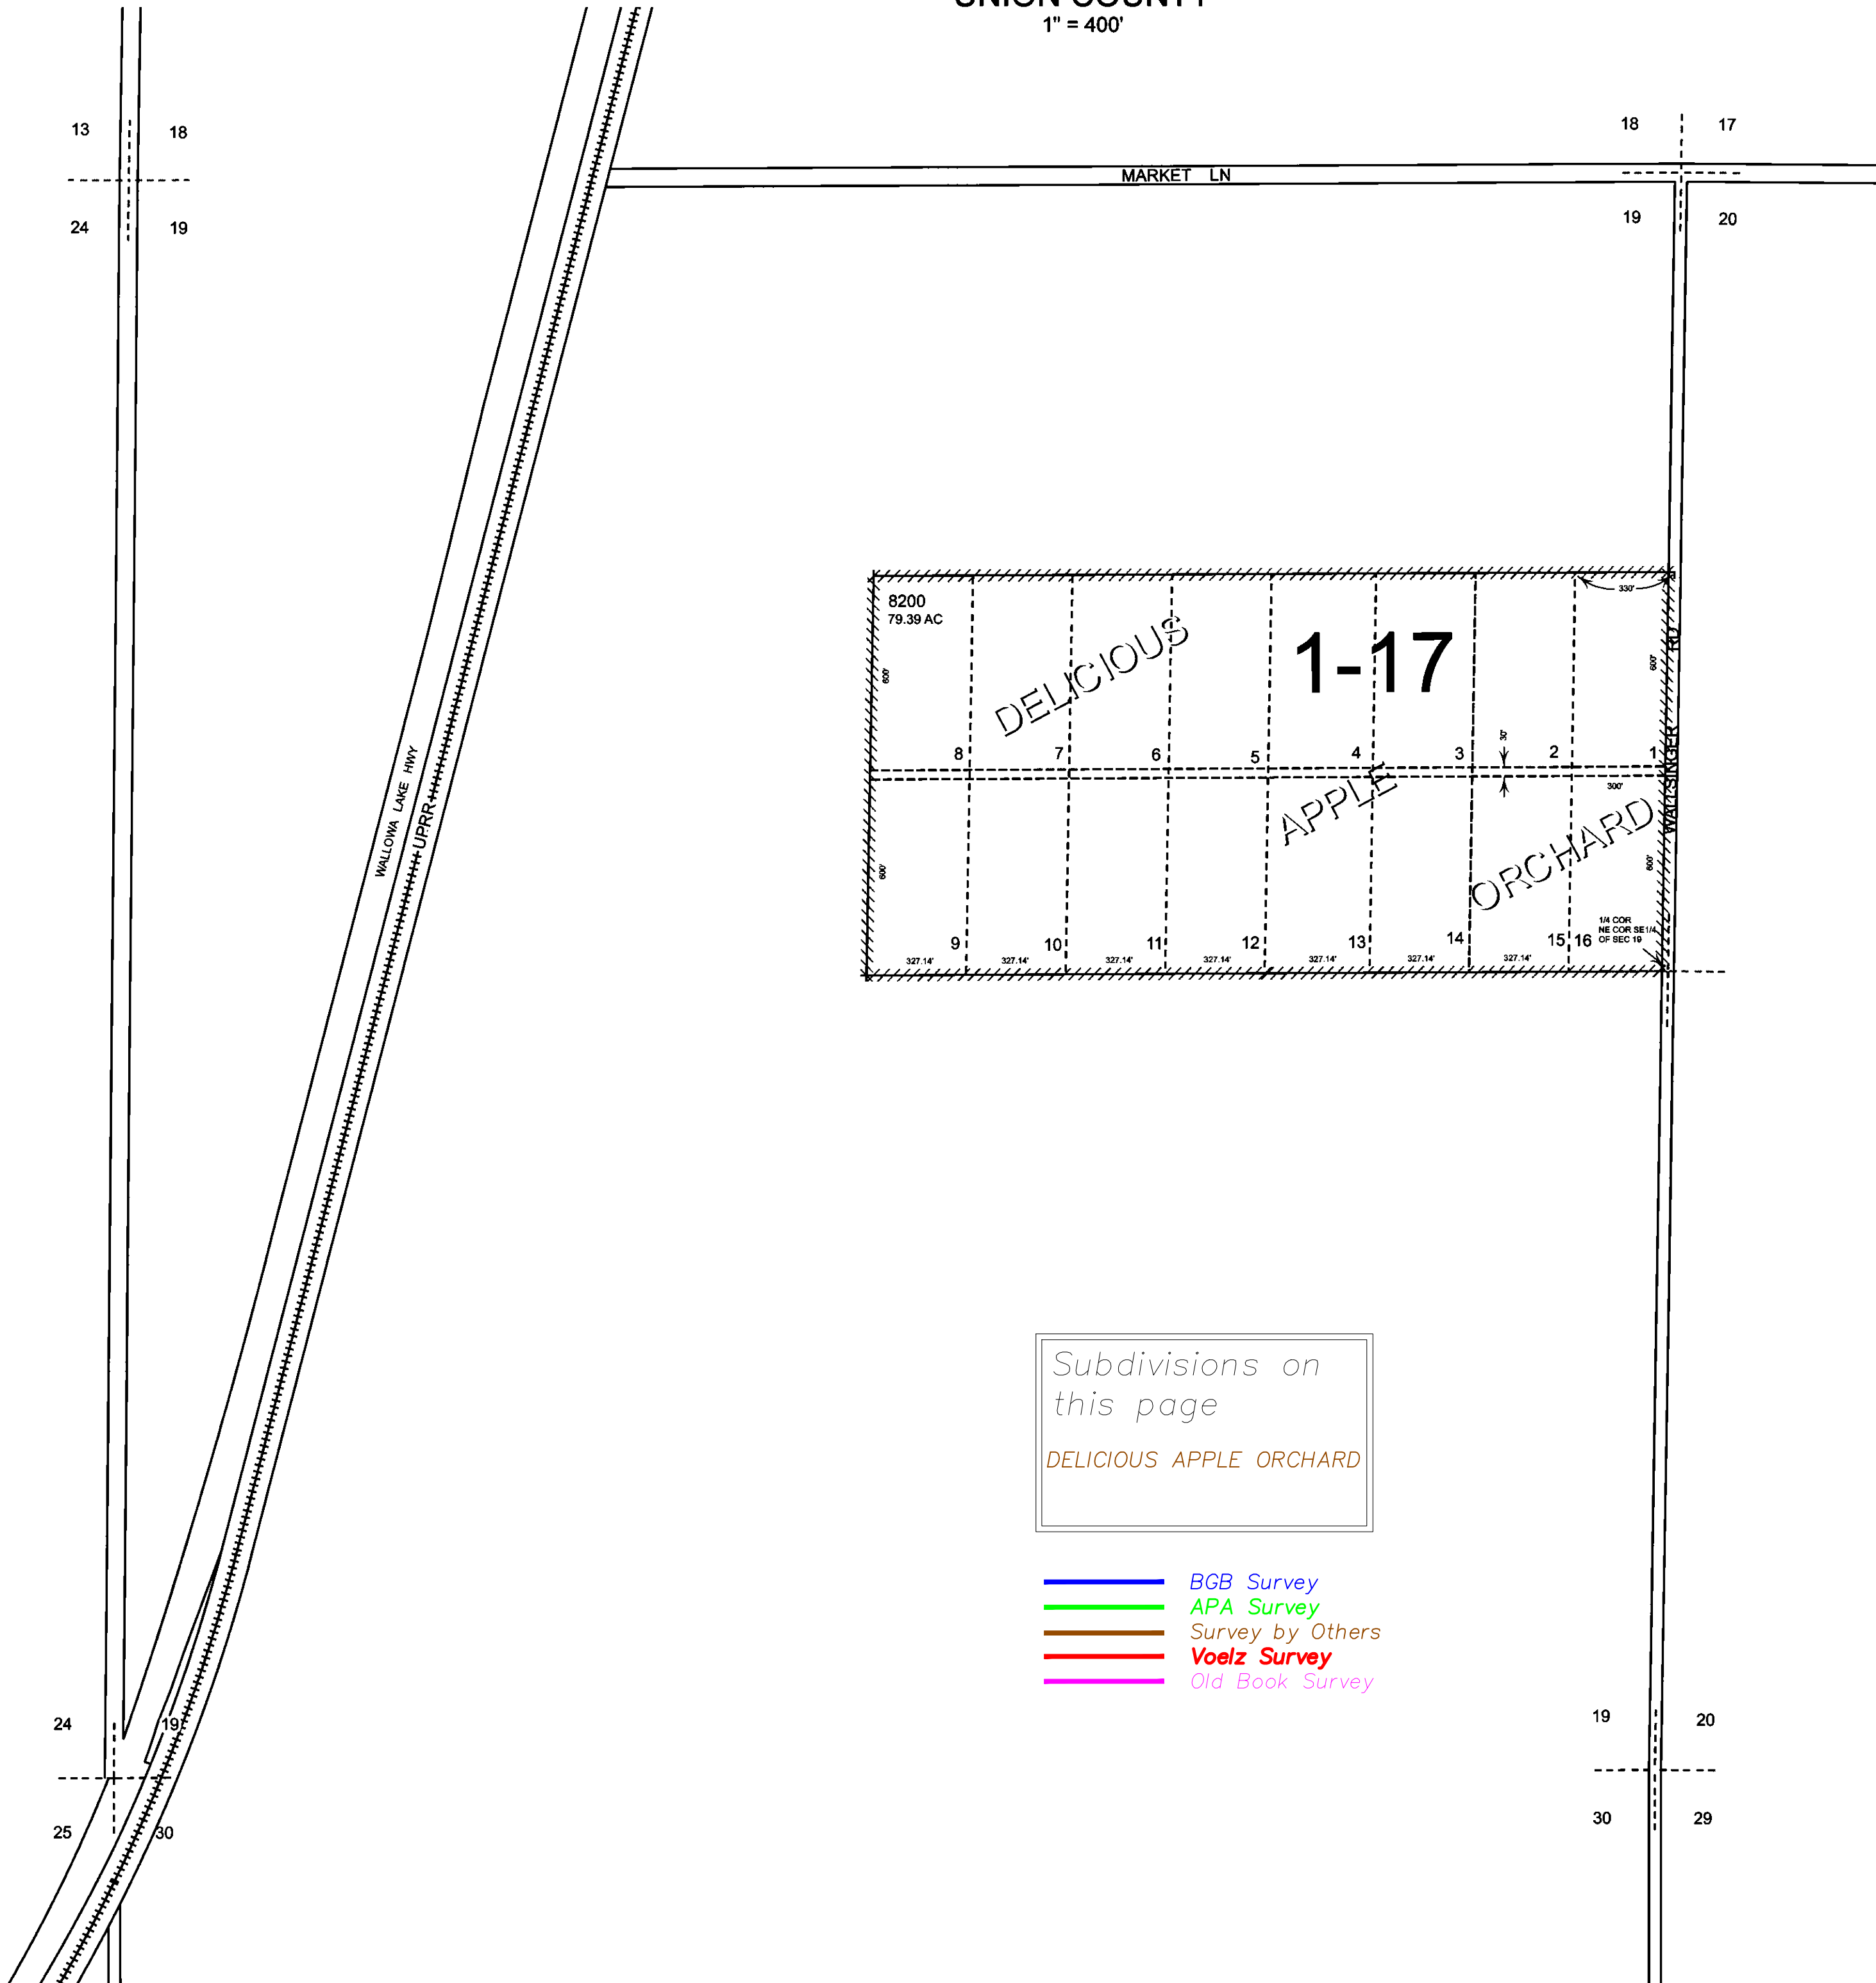 UNION COUNTY
1" = 400'
13 18
24 19
18 17
19 20
MARKET LN
8200
79.39 AC
DELICIOUS
APPLE
ORCHARD
1-17
330'
600'
600'
8 7 6 5 4 3 2 1
30'
300'
600'
600'
1/4 COR
NE COR SE1/4
OF SEC 19
9 10 11 12 13 14 15 16
327.14' 327.14' 327.14' 327.14' 327.14' 327.14' 327.14'
WALLSINGER RD
WALLOWA LAKE HWY
UPRR
Subdivisions on
this page
DELICIOUS APPLE ORCHARD
BGB Survey
APA Survey
Survey by Others
Voelz Survey
Old Book Survey
24 19
25 30
19 20
30 29